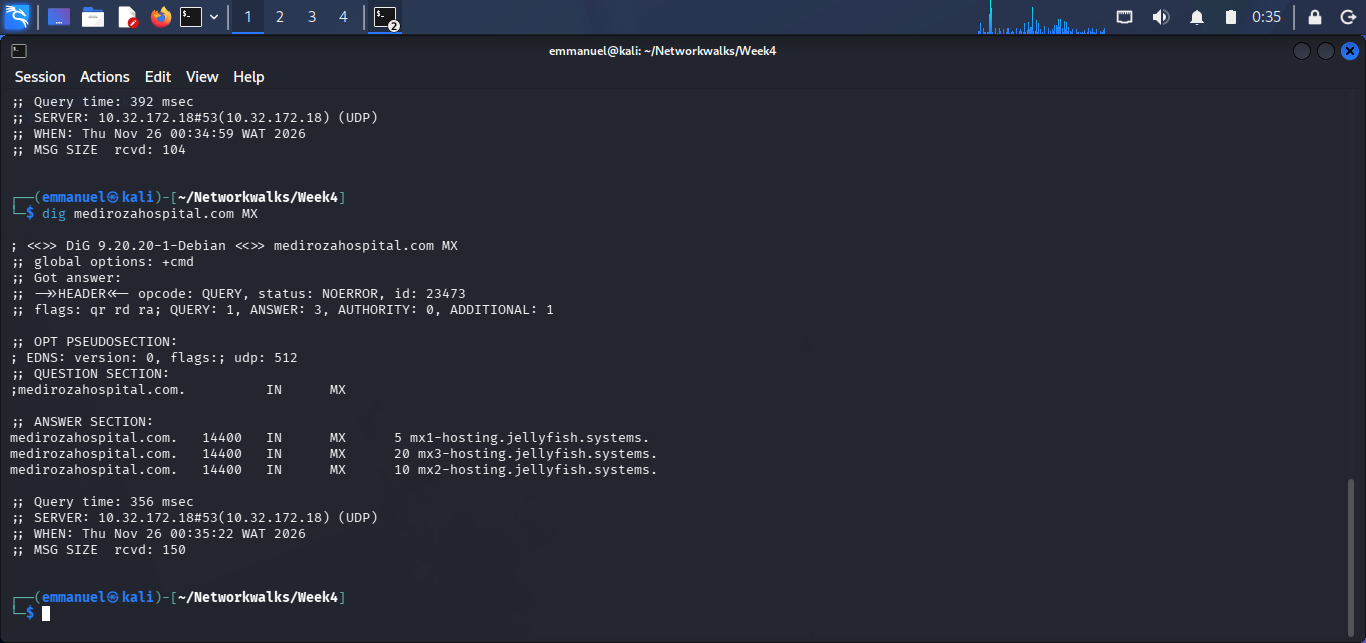 1 2 3 4 2 0:35
emmanuel@kali: ~/Networkwalks/Week4
Session Actions Edit View Help
;; Query time: 392 msec
;; SERVER: 10.32.172.18#53(10.32.172.18) (UDP)
;; WHEN: Thu Nov 26 00:34:59 WAT 2026
;; MSG SIZE  rcvd: 104
┌──(emmanuel㉿kali)-[~/Networkwalks/Week4]
└─$ dig medirozahospital.com MX
; <<>> DiG 9.20.20-1-Debian <<>> medirozahospital.com MX
;; global options: +cmd
;; Got answer:
;; ->>HEADER<<- opcode: QUERY, status: NOERROR, id: 23473
;; flags: qr rd ra; QUERY: 1, ANSWER: 3, AUTHORITY: 0, ADDITIONAL: 1
;; OPT PSEUDOSECTION:
; EDNS: version: 0, flags:; udp: 512
;; QUESTION SECTION:
;medirozahospital.com. IN MX
;; ANSWER SECTION:
medirozahospital.com. 14400 IN MX 5 mx1-hosting.jellyfish.systems.
medirozahospital.com. 14400 IN MX 20 mx3-hosting.jellyfish.systems.
medirozahospital.com. 14400 IN MX 10 mx2-hosting.jellyfish.systems.
;; Query time: 356 msec
;; SERVER: 10.32.172.18#53(10.32.172.18) (UDP)
;; WHEN: Thu Nov 26 00:35:22 WAT 2026
;; MSG SIZE  rcvd: 150
┌──(emmanuel㉿kali)-[~/Networkwalks/Week4]
└─$